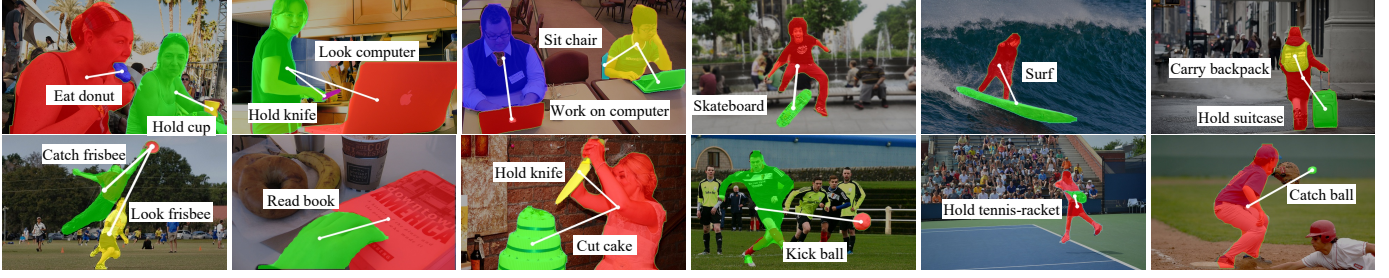 Eat donut
Hold cup
Look computer
Hold knife
Sit chair
Work on computer
Skateboard
Surf
Carry backpack
Hold suitcase
Catch frisbee
Look frisbee
Read book
Hold knife
Cut cake
Kick ball
Hold tennis-racket
Catch ball